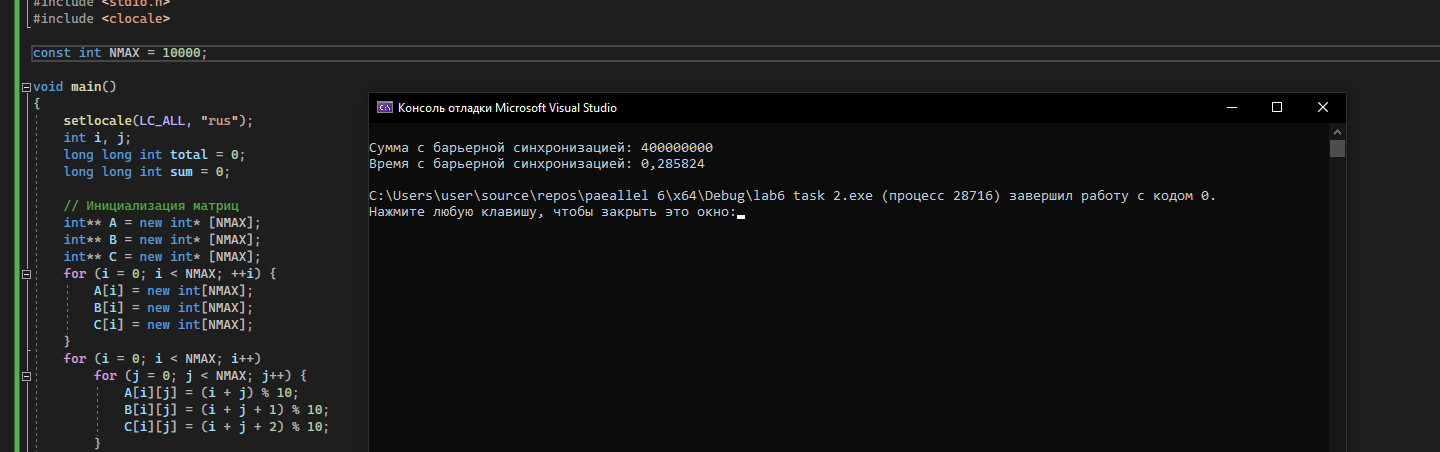 #include <stdio.h>
#include <clocale>
const int NMAX = 10000;
void main()
{
setlocale(LC_ALL, "rus");
int i, j;
long long int total = 0;
long long int sum = 0;
// Инициализация матриц
int** A = new int* [NMAX];
int** B = new int* [NMAX];
int** C = new int* [NMAX];
for (i = 0; i < NMAX; ++i) {
A[i] = new int[NMAX];
B[i] = new int[NMAX];
C[i] = new int[NMAX];
}
for (i = 0; i < NMAX; i++)
for (j = 0; j < NMAX; j++) {
A[i][j] = (i + j) % 10;
B[i][j] = (i + j + 1) % 10;
C[i][j] = (i + j + 2) % 10;
}
Консоль отладки Microsoft Visual Studio
Сумма с барьерной синхронизацией: 400000000
Время с барьерной синхронизацией: 0,285824
C:\Users\user\source\repos\paeallel 6\x64\Debug\lab6 task 2.exe (процесс 28716) завершил работу с кодом 0.
Нажмите любую клавишу, чтобы закрыть это окно: